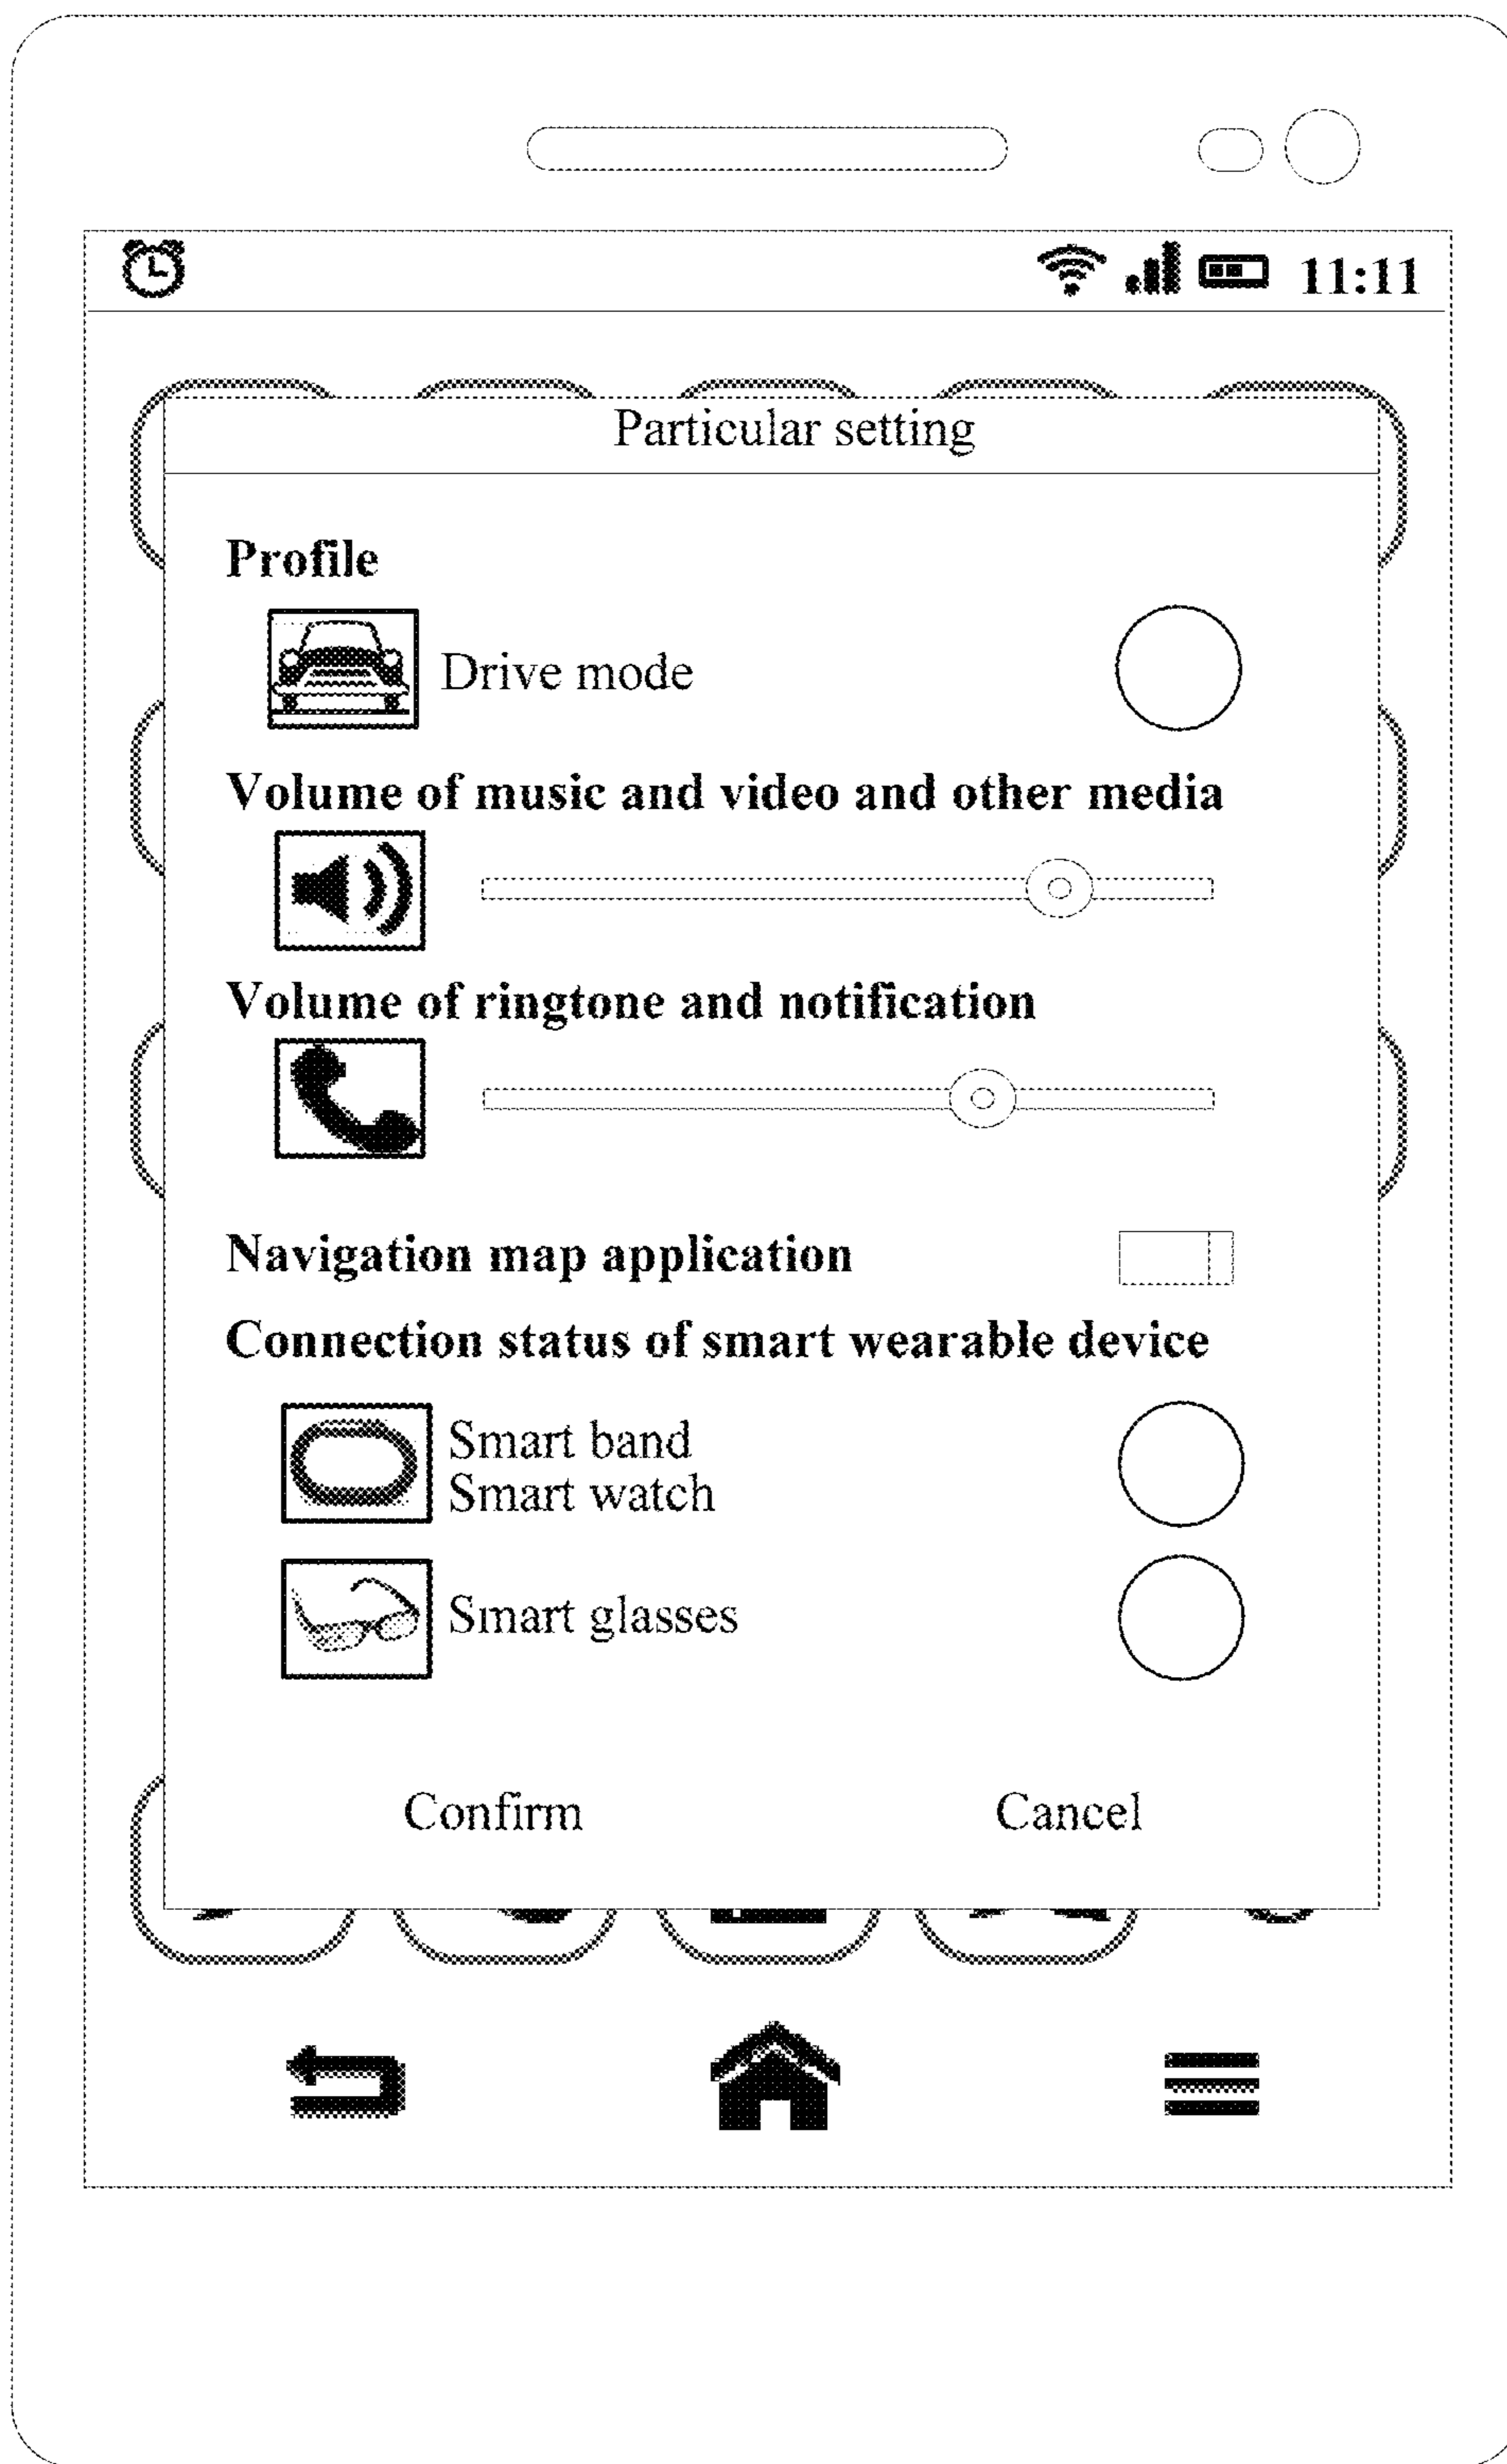 11:11
Particular setting
Profile
Drive mode
Volume of music and video and other media
Volume of ringtone and notification
Navigation map application
Connection status of smart wearable device
Smart band
Smart watch
Smart glasses
Confirm Cancel